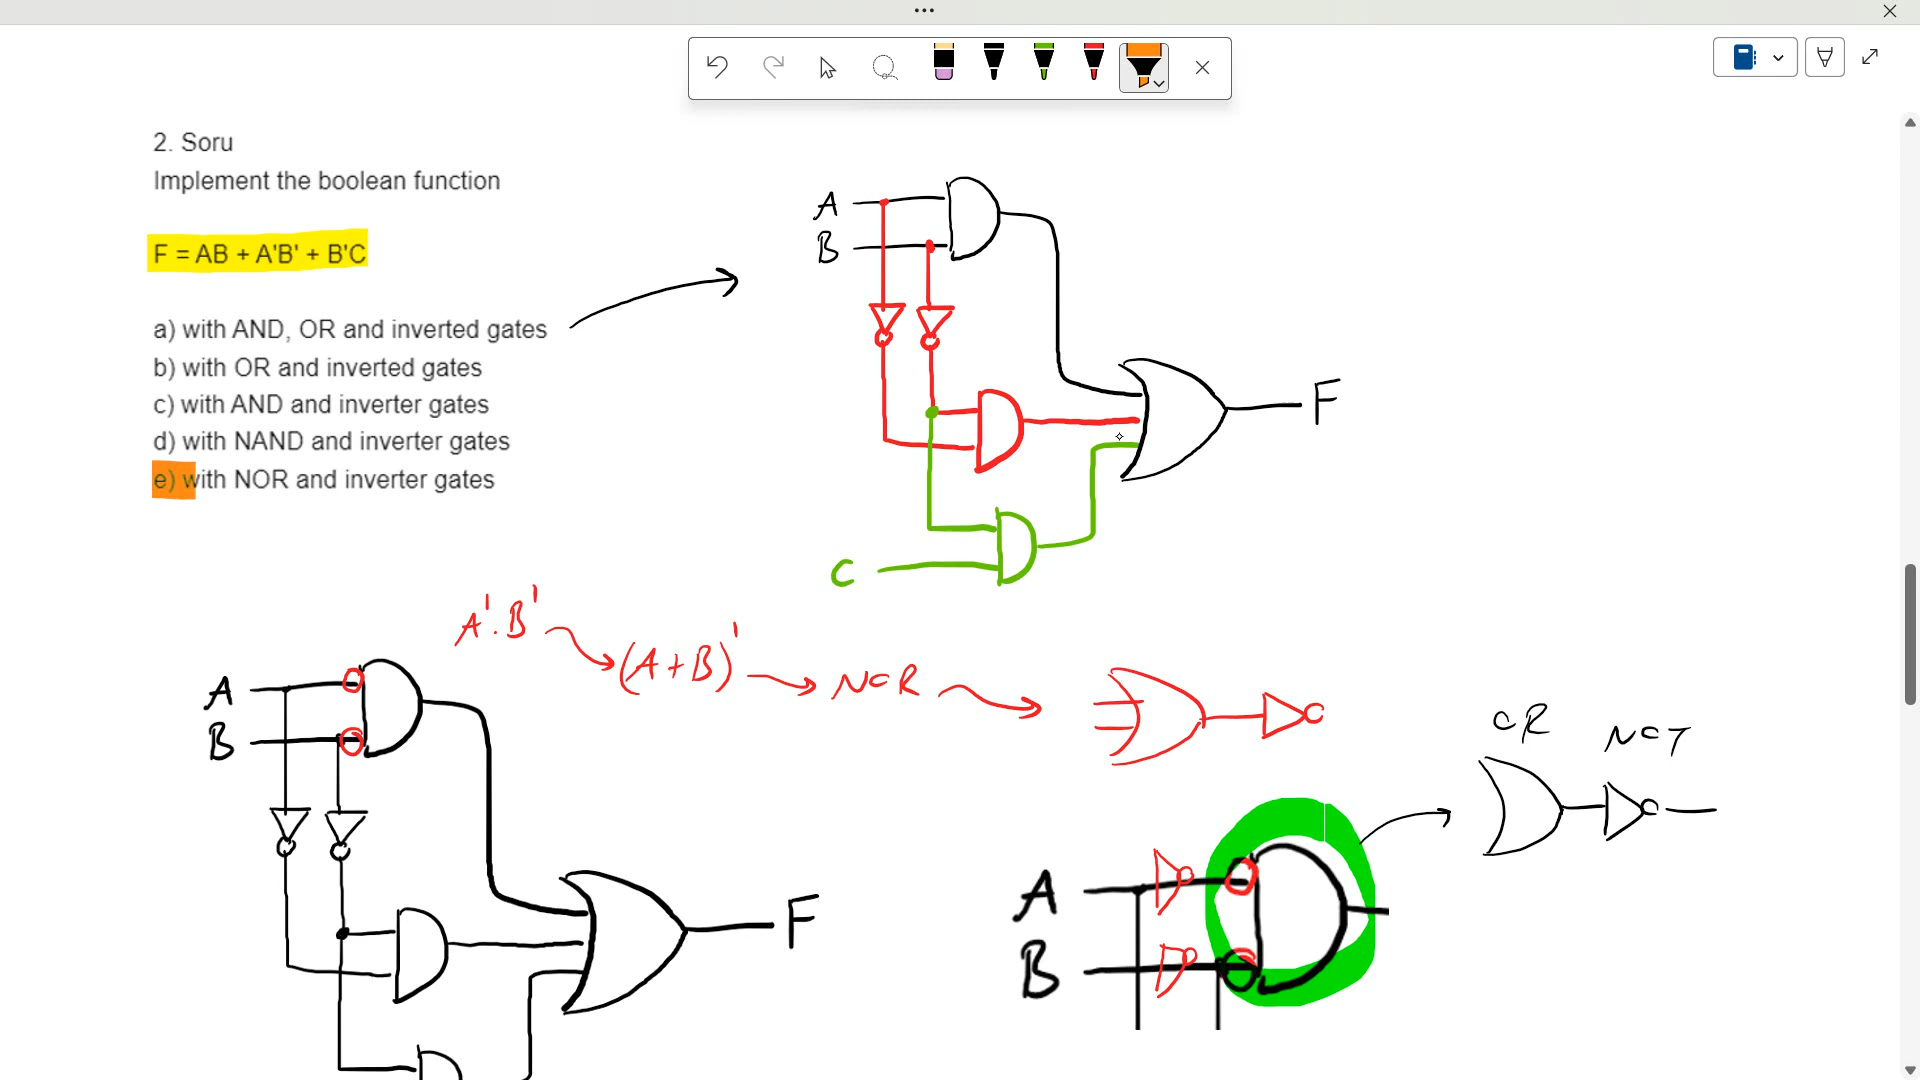 2. Soru
Implement the boolean function
F = AB + A'B' + B'C
a) with AND, OR and inverted gates
b) with OR and inverted gates
c) with AND and inverter gates
d) with NAND and inverter gates
e) with NOR and inverter gates
A
B
F
C
A'.B'
(A+B)'
NOR
A
B
F
OR
NOT
A
B